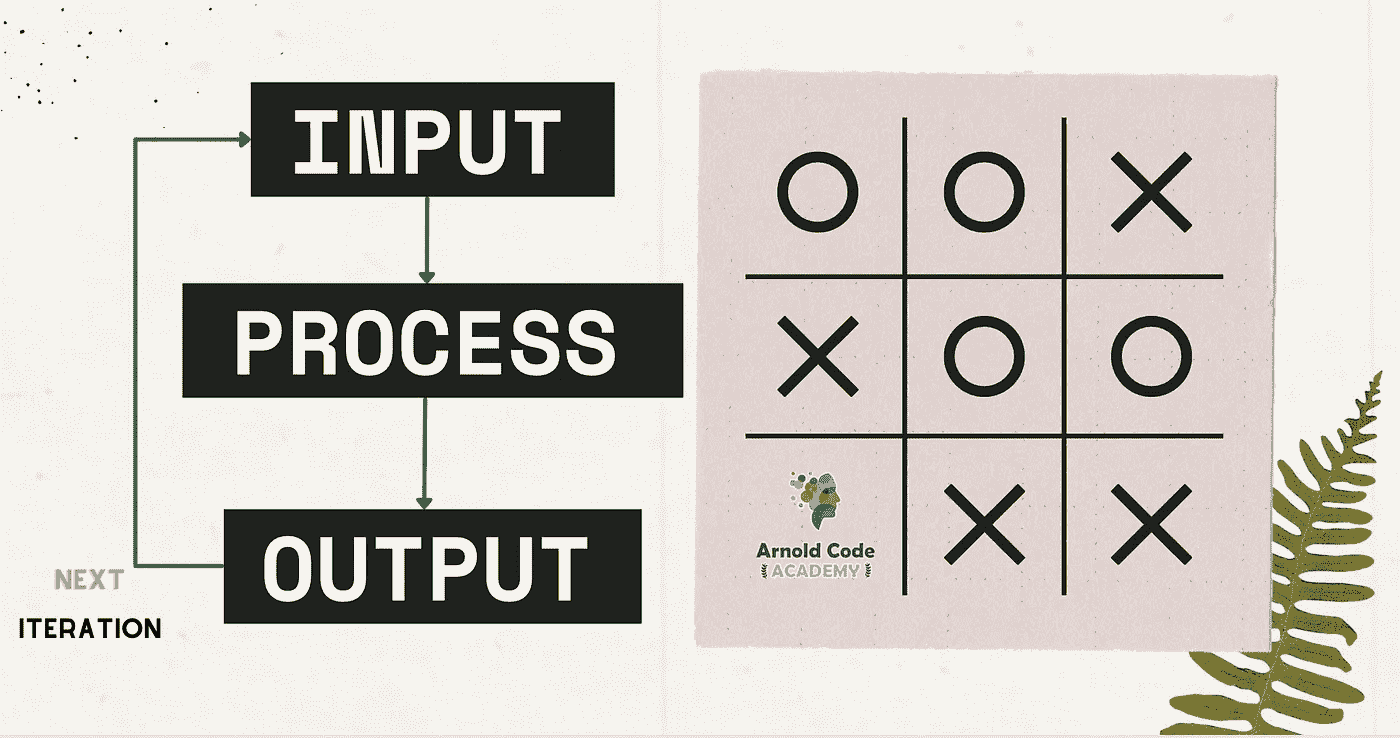 INPUT
PROCESS
OUTPUT
NEXT
ITERATION
O O X
X O O
X X
Arnold Code
ACADEMY